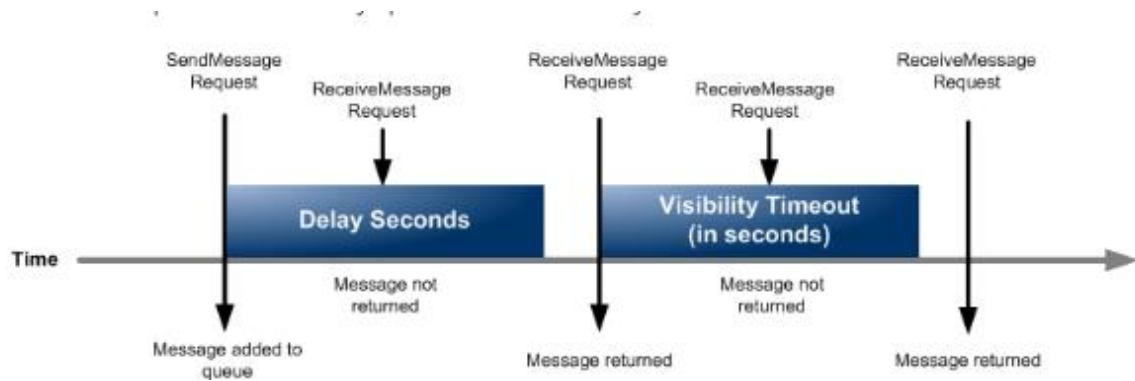 SendMessage
Request
ReceiveMessage
Request
ReceiveMessage
Request
ReceiveMessage
Request
ReceiveMessage
Request
Delay Seconds
Visibility Timeout
(in seconds)
Time
Message not
returned
Message not
returned
Message added to
queue
Message returned
Message returned